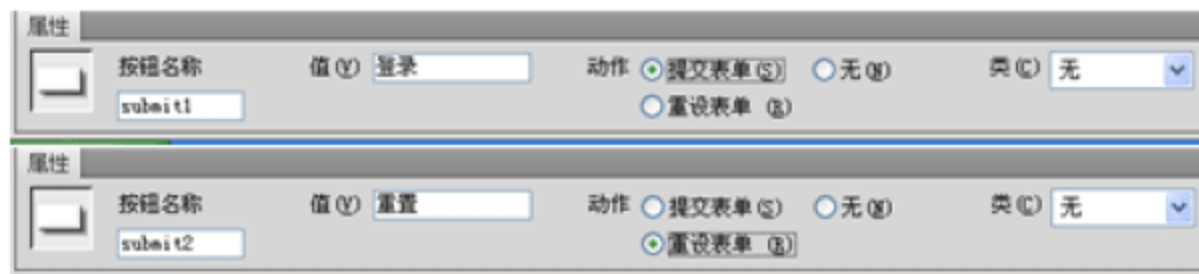 属性
按钮名称 值(V) 登录 动作 提交表单(S) 无(N) 类(C) 无
submit1 重设表单 (R)
属性
按钮名称 值(V) 重置 动作 提交表单(S) 无(N) 类(C) 无
submit2 重设表单 (R)